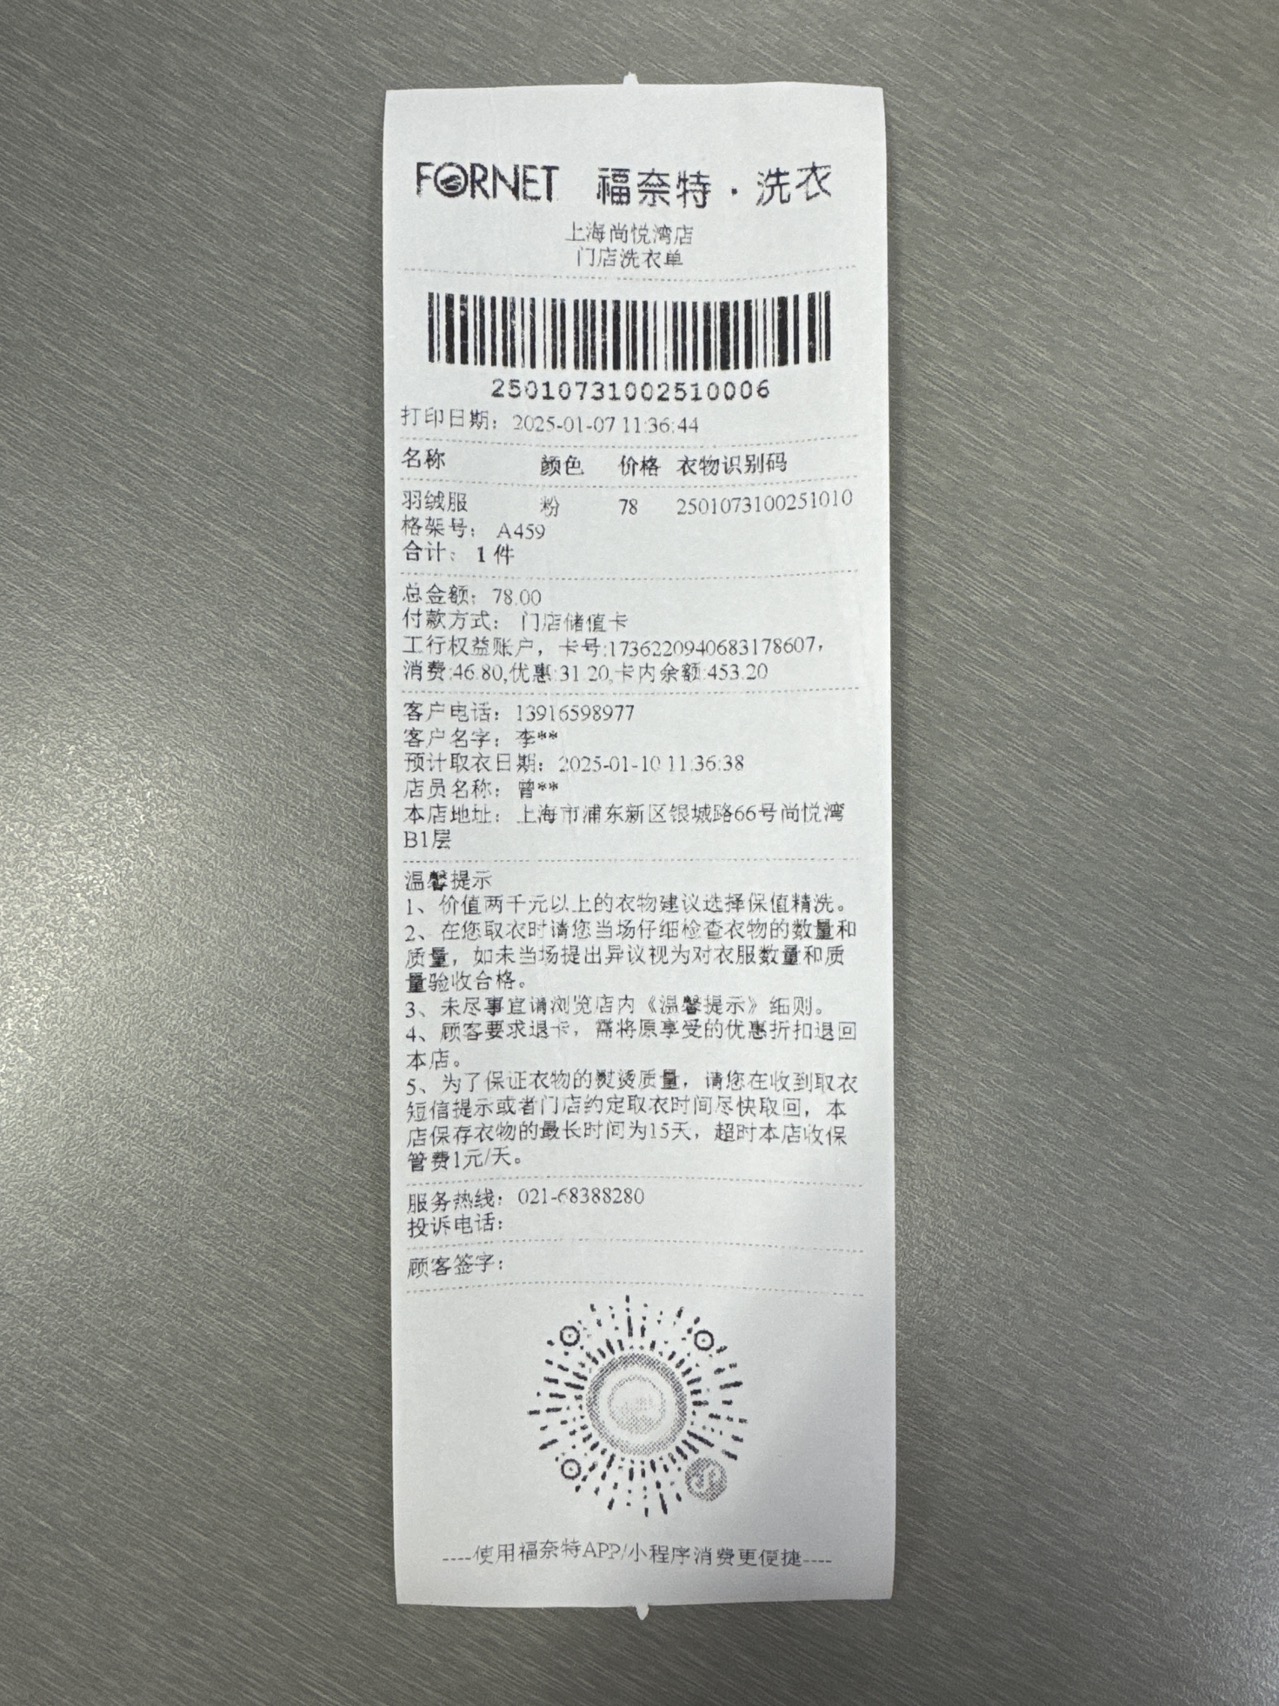 FORNET 福奈特·洗衣
上海尚悦湾店
门店洗衣单
25010731002510006
打印日期： 2025-01-07 11:36:44
名称 颜色 价格 衣物识别码
羽绒服 粉 78 2501073100251010
格架号： A459
合计： 1 件
总金额： 78.00
付款方式： 门店储值卡
工行权益账户，卡号:1736220940683178607，
消费:46.80,优惠:31.20,卡内余额:453.20
客户电话： 13916598977
客户名字： 李**
预计取衣日期： 2025-01-10 11:36:38
店员名称： 曾**
本店地址： 上海市浦东新区银城路66号尚悦湾
B1层
温馨提示
1、价值两千元以上的衣物建议选择保值精洗。
2、在您取衣时请您当场仔细检查衣物的数量和
质量，如未当场提出异议视为对衣服数量和质
量验收合格。
3、未尽事宜请浏览店内《温馨提示》细则。
4、顾客要求退卡，需将原享受的优惠折扣退回
本店。
5、为了保证衣物的熨烫质量，请您在收到取衣
短信提示或者门店约定取衣时间尽快取回，本
店保存衣物的最长时间为15天，超时本店收保
管费1元/天。
服务热线： 021-68388280
投诉电话：
顾客签字：
----使用福奈特APP/小程序消费更便捷----